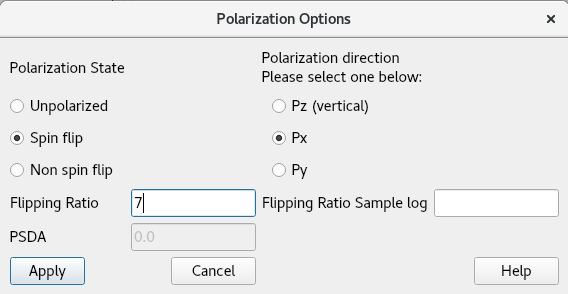 Polarization Options
×
Polarization State
Polarization direction
Please select one below:
Unpolarized
Pz (vertical)
Spin flip
Px
Non spin flip
Py
Flipping Ratio
7
Flipping Ratio Sample log
PSDA
0.0
Apply
Cancel
Help